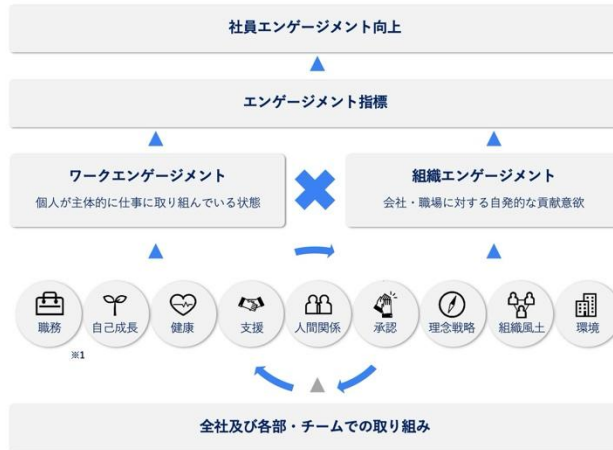 社員エンゲージメント向上
エンゲージメント指標
ワークエンゲージメント
個人が主体的に仕事に取り組んでいる状態
組織エンゲージメント
会社・職場に対する自発的な貢献意欲
職務
自己成長
健康
支援
人間関係
承認
理念戦略
組織風土
環境
※1
全社及び各部・チームでの取り組み